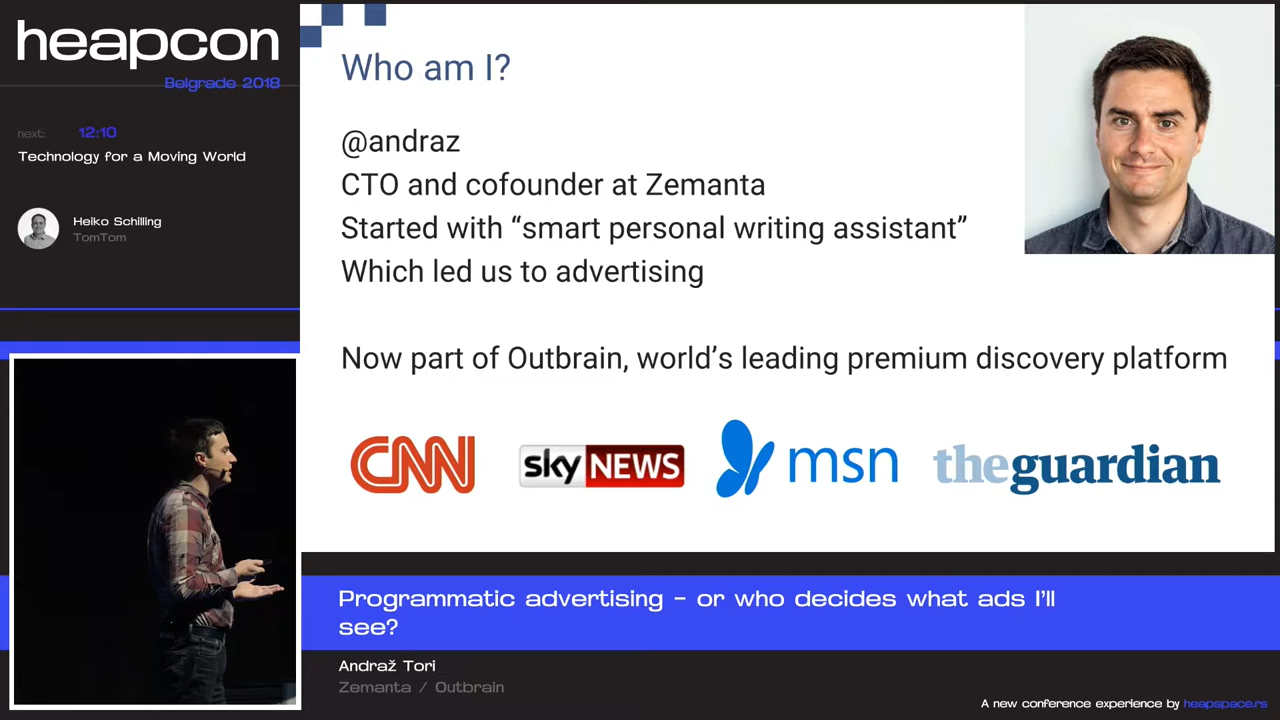 heapcon
Belgrade 2018
next: 12:10
Technology for a Moving World
Heiko Schilling
TomTom
Who am I?
@andraz
CTO and cofounder at Zemanta
Started with “smart personal writing assistant”
Which led us to advertising
Now part of Outbrain, world’s leading premium discovery platform
CNN
sky NEWS
msn
theguardian
Programmatic advertising - or who decides what ads I'll
see?
Andraž Tori
Zemanta / Outbrain
A new conference experience by heapspace.rs